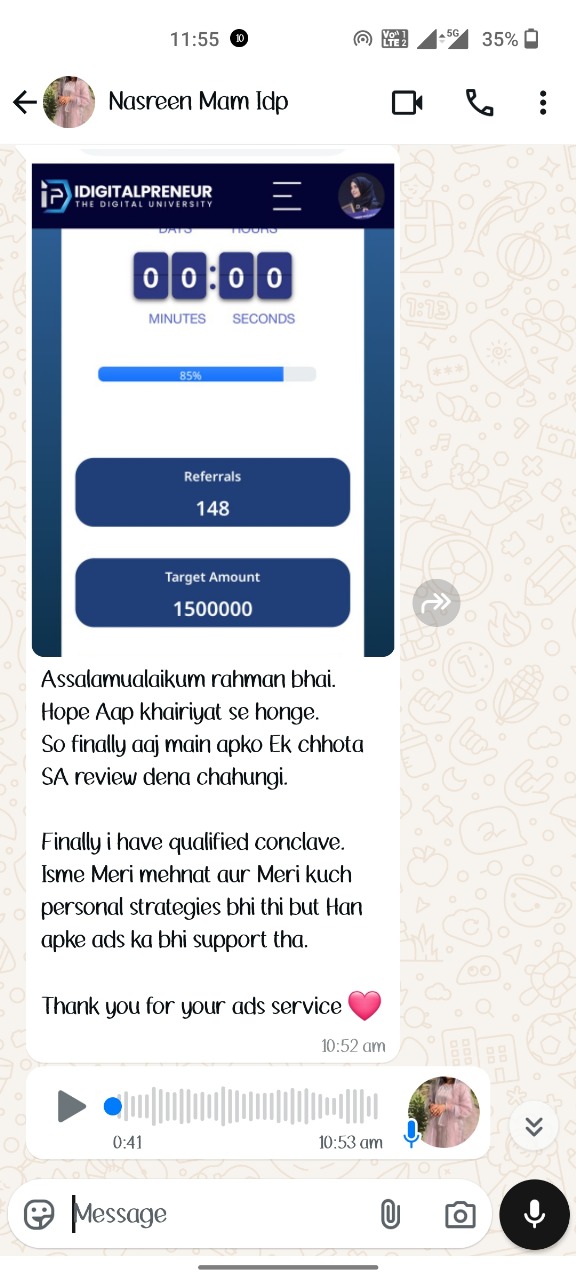 11:55
10
Vo 1
LTE 2
5G
35%
Nasreen Mam Idp
IDIGITALPRENEUR
THE DIGITAL UNIVERSITY
DAYS HOURS
00:00
MINUTES SECONDS
85%
Referrals
148
Target Amount
1500000
Assalamualaikum rahman bhai.
Hope Aap khairiyat se honge.
So finally aaj main apko Ek chhota
SA review dena chahungi.
Finally i have qualified conclave.
Isme Meri mehnat aur Meri kuch
personal strategies bhi thi but Han
apke ads ka bhi support tha.
Thank you for your ads service ❤️
10:52 am
0:41 10:53 am
Message